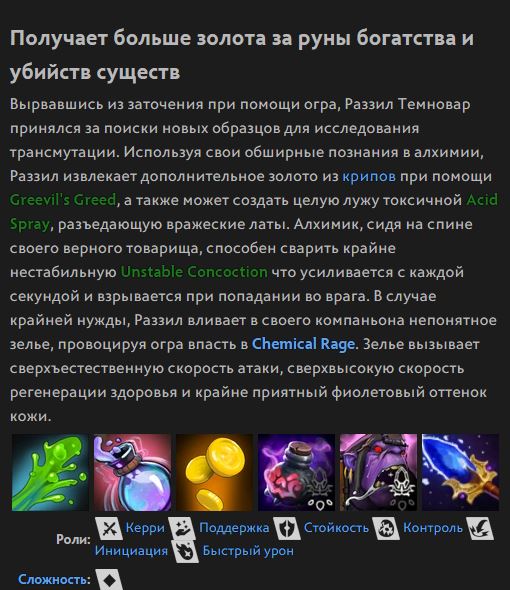 Получает больше золота за руны богатства и
убийств существ
Вырвавшись из заточения при помощи огра, Раззил Темновар
принялся за поиски новых образцов для исследования
трансмутации. Используя свои обширные познания в алхимии,
Раззил извлекает дополнительное золото из крипов при помощи
Greevil's Greed, а также может создать целую лужу токсичной Acid
Spray, разъедающую вражеские латы. Алхимик, сидя на спине
своего верного товарища, способен сварить крайне
нестабильную Unstable Concoction что усиливается с каждой
секундой и взрывается при попадании во врага. В случае
крайней нужды, Раззил вливает в своего компаньона непонятное
зелье, провоцируя огра впасть в Chemical Rage. Зелье вызывает
сверхъестественную скорость атаки, сверхвысокую скорость
регенерации здоровья и крайне приятный фиолетовый оттенок
кожи.
Роли: Керри Поддержка Стойкость Контроль
Инициация Быстрый урон
Сложность: